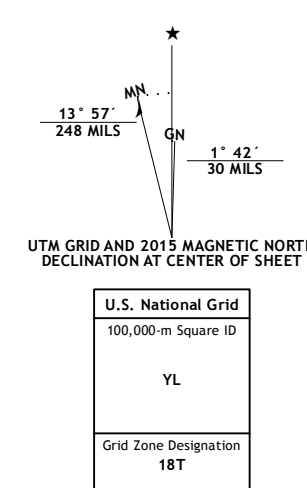 ★
MN
13° 57´
248 MILS
GN
1° 42´
30 MILS
UTM GRID AND 2015 MAGNETIC NORT
DECLINATION AT CENTER OF SHEET
U.S. National Grid
100,000-m Square ID
YL
Grid Zone Designation
18T